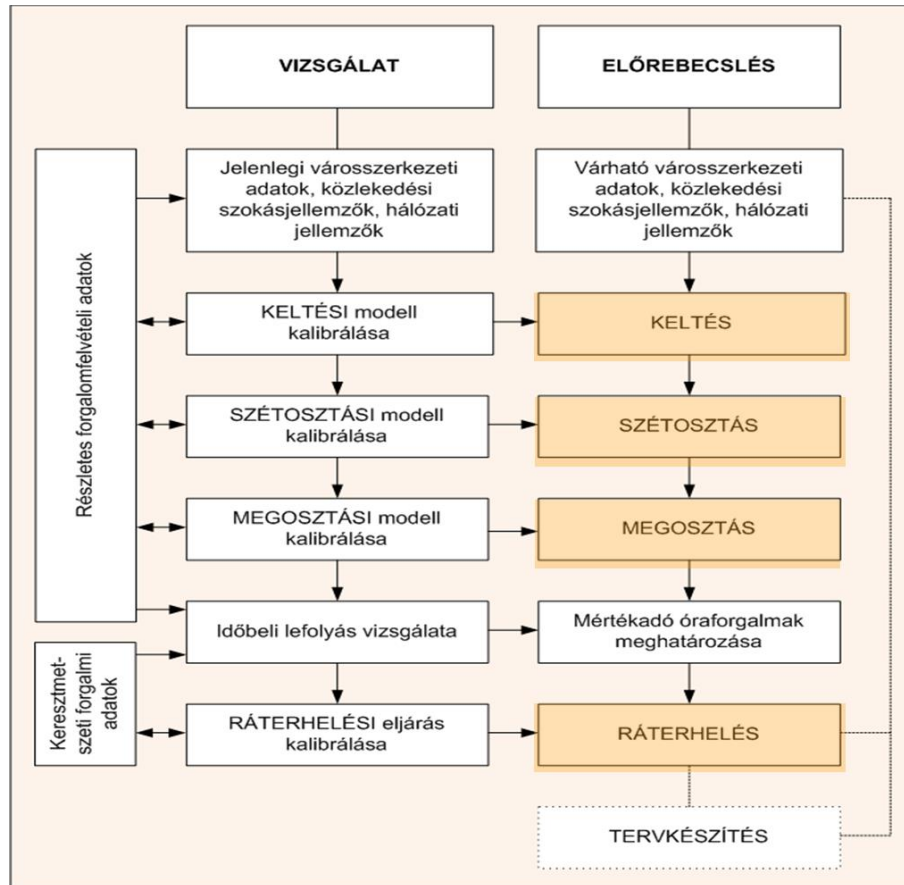 VIZSGÁLAT
ELŐREBECSLÉS
Részletes forgalomfelvételi adatok
Jelenlegi városszerkezeti
adatok, közlekedési
szokásjellemzők, hálózati
jellemzők
Várható városszerkezeti
adatok, közlekedési
szokásjellemzők, hálózati
jellemzők
KELTÉSI modell
kalibrálása
KELTÉS
SZÉTOSZTÁSI modell
kalibrálása
SZÉTOSZTÁS
MEGOSZTÁSI modell
kalibrálása
MEGOSZTÁS
Időbeli lefolyás vizsgálata
Mértékadó óraforgalmak
meghatározása
Keresztmet-
szeti forgalmi
adatok
RÁTERHELÉSI eljárás
kalibrálása
RÁTERHELÉS
TERVKÉSZÍTÉS